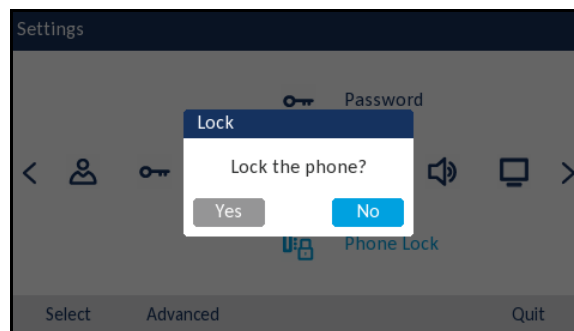 Settings
Password
Lock
Lock the phone?
Yes No
Phone Lock
Select Advanced Quit